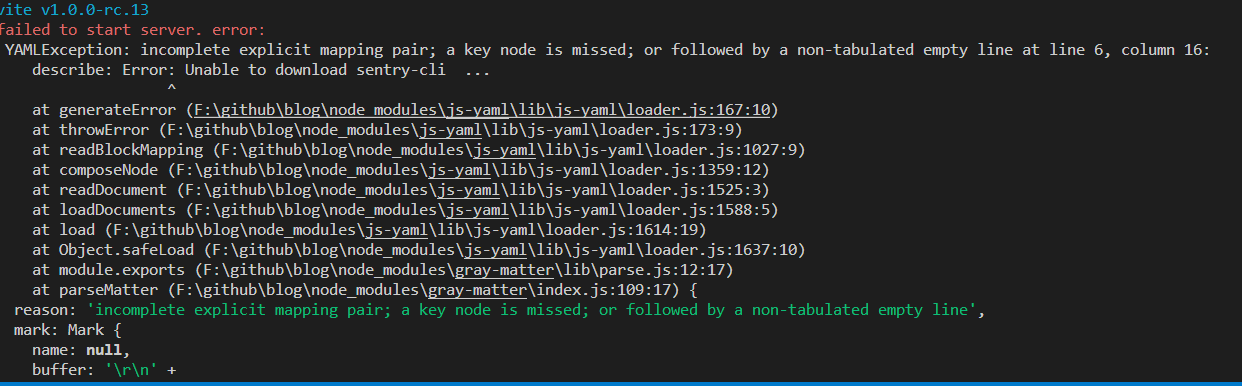 vite v1.0.0-rc.13
failed to start server. error:
YAMLException: incomplete explicit mapping pair; a key node is missed; or followed by a non-tabulated empty line at line 6, column 16:
describe: Error: Unable to download sentry-cli  ...
^
at generateError (F:\github\blog\node_modules\js-yaml\lib\js-yaml\loader.js:167:10)
at throwError (F:\github\blog\node_modules\js-yaml\lib\js-yaml\loader.js:173:9)
at readBlockMapping (F:\github\blog\node_modules\js-yaml\lib\js-yaml\loader.js:1027:9)
at composeNode (F:\github\blog\node_modules\js-yaml\lib\js-yaml\loader.js:1359:12)
at readDocument (F:\github\blog\node_modules\js-yaml\lib\js-yaml\loader.js:1525:3)
at loadDocuments (F:\github\blog\node_modules\js-yaml\lib\js-yaml\loader.js:1588:5)
at load (F:\github\blog\node_modules\js-yaml\lib\js-yaml\loader.js:1614:19)
at Object.safeLoad (F:\github\blog\node_modules\js-yaml\lib\js-yaml\loader.js:1637:10)
at module.exports (F:\github\blog\node_modules\gray-matter\lib\parse.js:12:17)
at parseMatter (F:\github\blog\node_modules\gray-matter\index.js:109:17) {
reason: 'incomplete explicit mapping pair; a key node is missed; or followed by a non-tabulated empty line',
mark: Mark {
name: null,
buffer: '\r\n' +